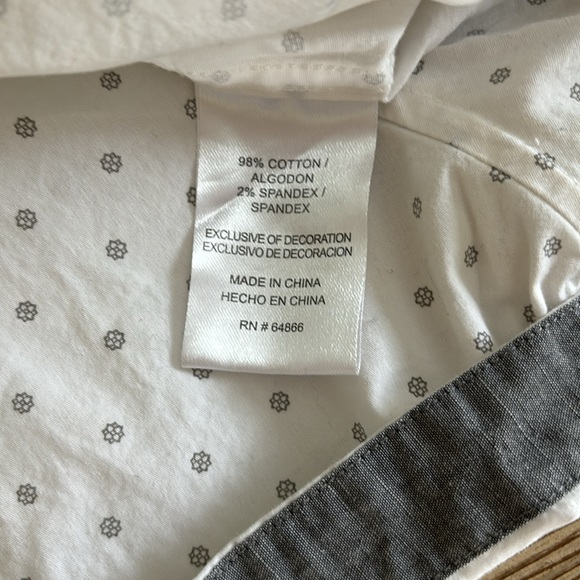 98% COTTON /
ALGODON
2% SPANDEX /
SPANDEX
EXCLUSIVE OF DECORATION
EXCLUSIVO DE DECORACION
MADE IN CHINA
HECHO EN CHINA
RN # 64866